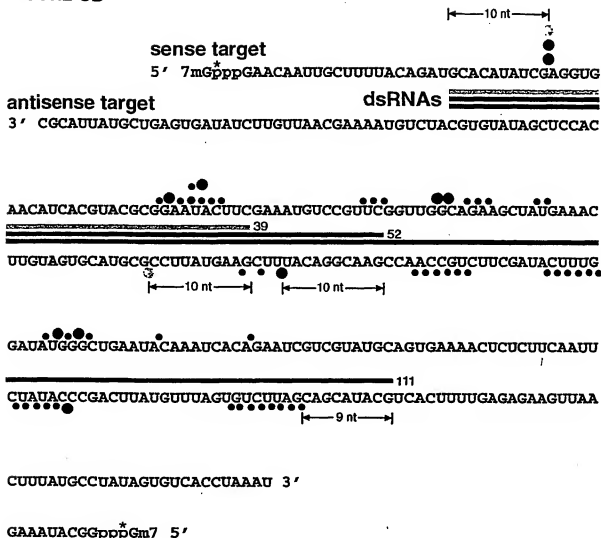 10 nt
sense target
5' 7mGpppGAACAAUUGCUUUUACAGAUGCACAUAUCGAGGUG
*
antisense target
dsRNAs
3' CGCAUUAUGCUGAGUGAUAUCUUGUUAACGAAAAUGUCUACGUGUAUAGCUCCAC
AACAUCACGUACGCGGAAUACUUCGAAAUGUCCGUUCGGUUGGCAGAAGCUAUGAAAC
39
52
UUGUAGUGCAUGCGCCUUAUGAAGCUUUACAGGCAAGCCAACCGUCUUCGAUACUUUG
10 nt
10 nt
GAUAUGGGCUGAAUACAAAUCACAGAAUCGUCGUAUGCAGUGAAAACUCUCUUCAAUU
111
CUAUACCCGACUUAUGUUUAGUGUCUUAGCAGCAUACGUCACUUUUGAGAGAAGUUAA
9 nt
CUUUAUGCCUAUAGUGUCACCUAAAU 3'
*
GAAAUACGGpppGm7 5'